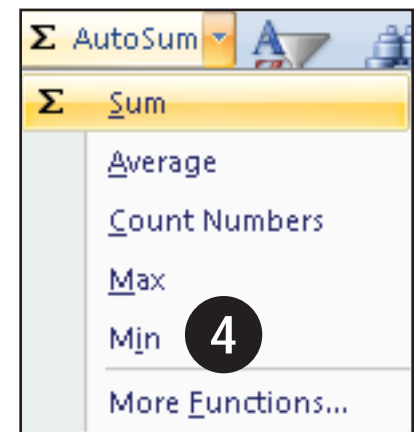 Σ AutoSum
Σ Sum
Average
Count Numbers
Max
Min 4
More Functions...